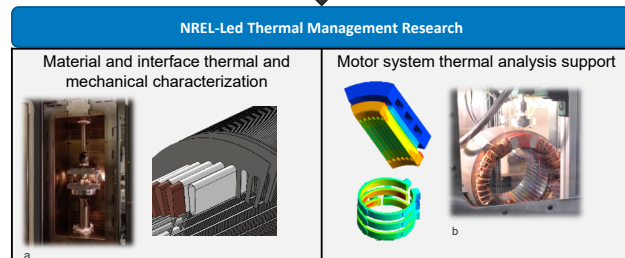 NREL-Led Thermal Management Research
Material and interface thermal and
mechanical characterization
Motor system thermal analysis support
a
b